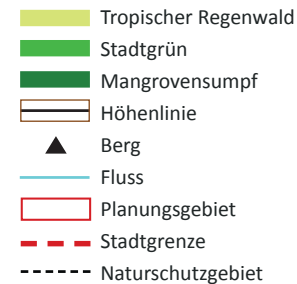 Tropischer Regenwald
Stadtgrün
Mangrovensumpf
Höhenlinie
Berg
Fluss
Planungsgebiet
Stadtgrenze
Naturschutzgebiet